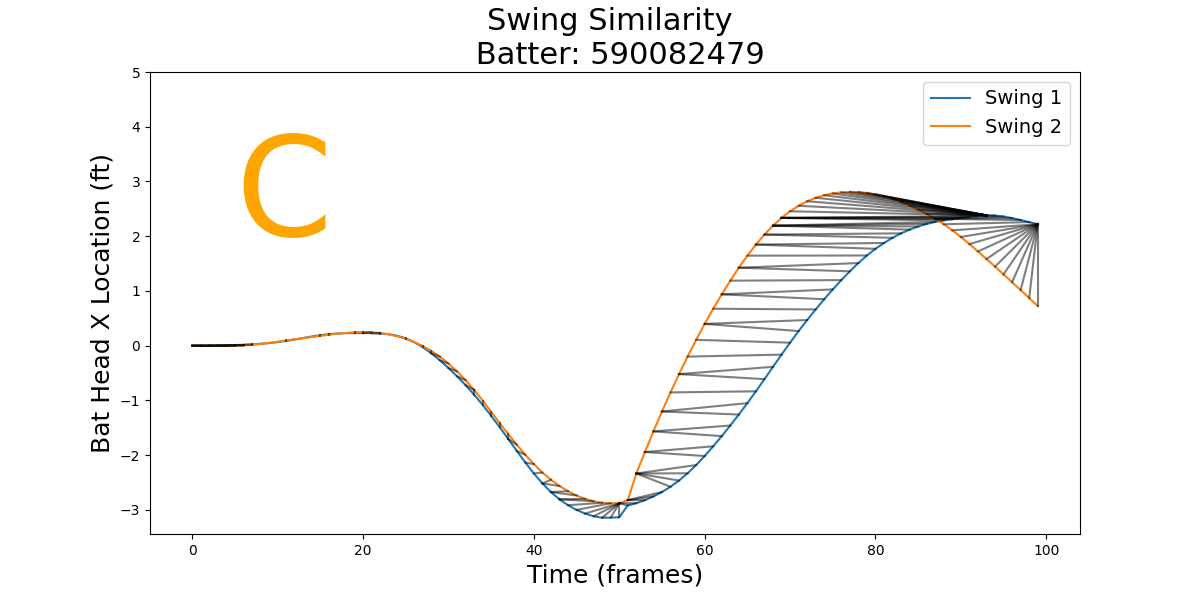 Swing Similarity
Batter: 590082479
Swing 1
Swing 2
C
Bat Head X Location (ft)
5
4
3
2
1
0
−1
−2
−3
0 20 40 60 80 100
Time (frames)